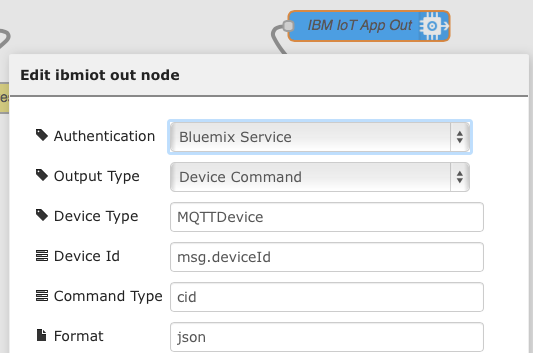 IBM IoT App Out
Edit ibmiot out node
es
Authentication Bluemix Service
Output Type Device Command
Device Type MQTTDevice
Device Id msg.deviceId
Command Type cid
Format json